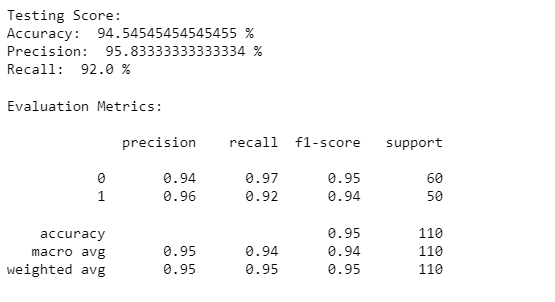 Testing Score:
Accuracy:  94.54545454545455 %
Precision:  95.83333333333334 %
Recall:  92.0 %
Evaluation Metrics:
              precision    recall  f1-score   support
           0       0.94      0.97      0.95        60
           1       0.96      0.92      0.94        50
    accuracy                           0.95       110
   macro avg       0.95      0.94      0.94       110
weighted avg       0.95      0.95      0.95       110